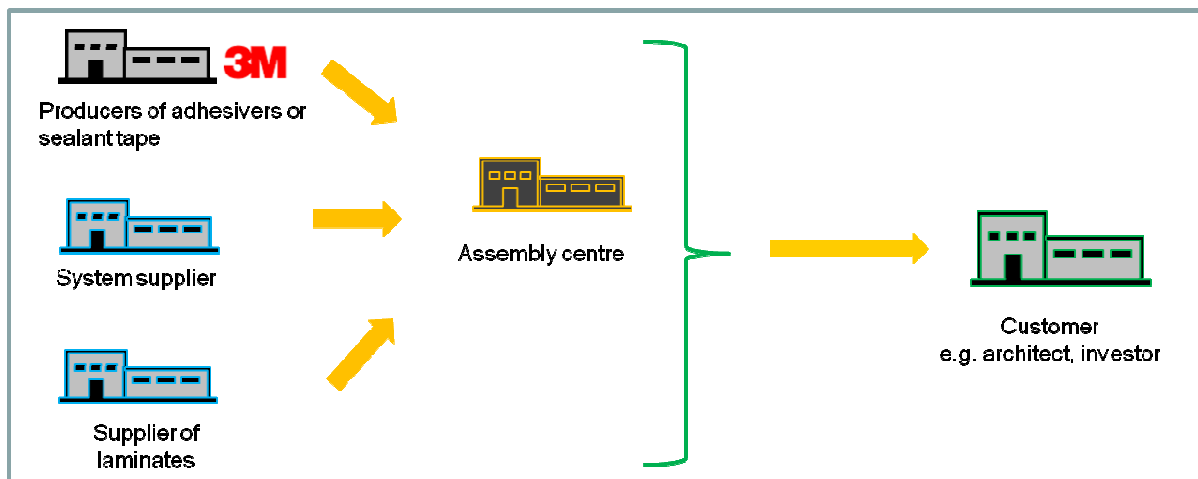 3M
Producers of adhesivers or
sealant tape
System supplier
Supplier of
laminates
Assembly centre
Customer
e.g. architect, investor